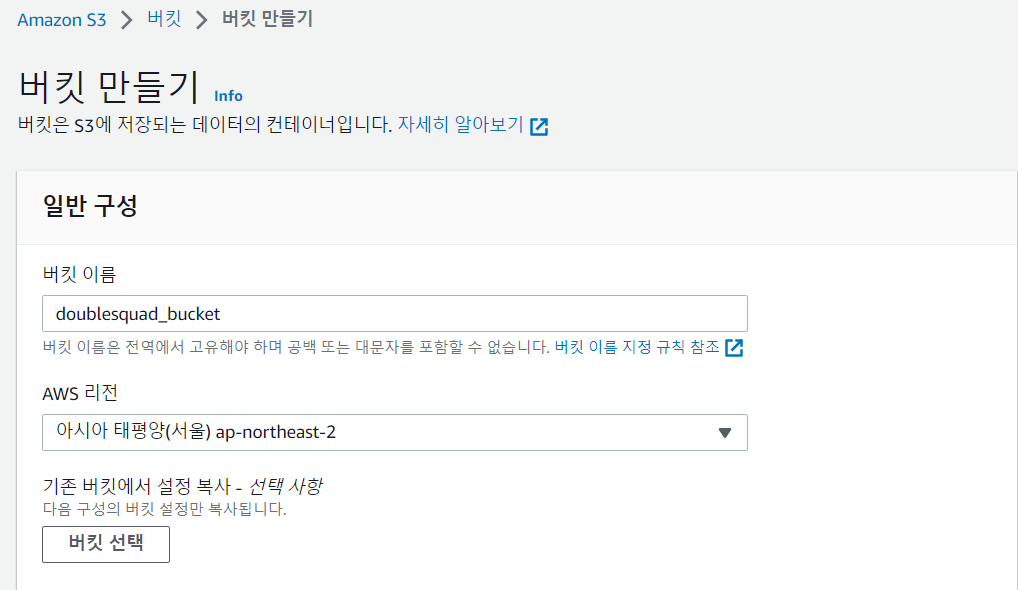 Amazon S3 > 버킷 > 버킷 만들기
버킷 만들기 Info
버킷은 S3에 저장되는 데이터의 컨테이너입니다. 자세히 알아보기
일반 구성
버킷 이름
doublesquad_bucket
버킷 이름은 전역에서 고유해야 하며 공백 또는 대문자를 포함할 수 없습니다. 버킷 이름 지정 규칙 참조
AWS 리전
아시아 태평양(서울) ap-northeast-2
기존 버킷에서 설정 복사 - 선택 사항
다음 구성의 버킷 설정만 복사됩니다.
버킷 선택